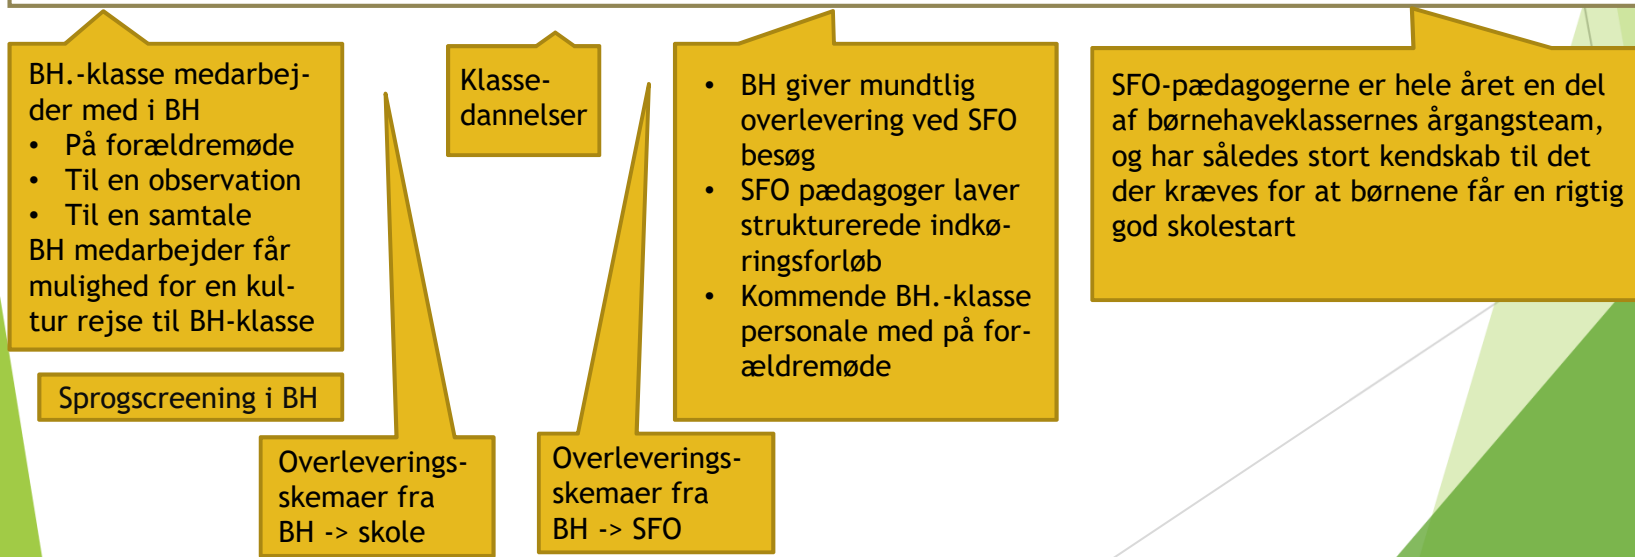 BH.-klasse medarbej-
der med i BH
• På forældremøde
• Til en observation
• Til en samtale
BH medarbejder får
mulighed for en kul-
tur rejse til BH-klasse
Sprogscreening i BH
Overleverings-
skemaer fra
BH -> skole
Klasse-
dannelser
Overleverings-
skemaer fra
BH -> SFO
• BH giver mundtlig
overlevering ved SFO
besøg
• SFO pædagoger laver
strukturerede indkø-
ringsforløb
• Kommende BH.-klasse
personale med på for-
ældremøde
SFO-pædagogerne er hele året en del
af børnehaveklassernes årgangsteam,
og har således stort kendskab til det
der kræves for at børnene får en rigtig
god skolestart